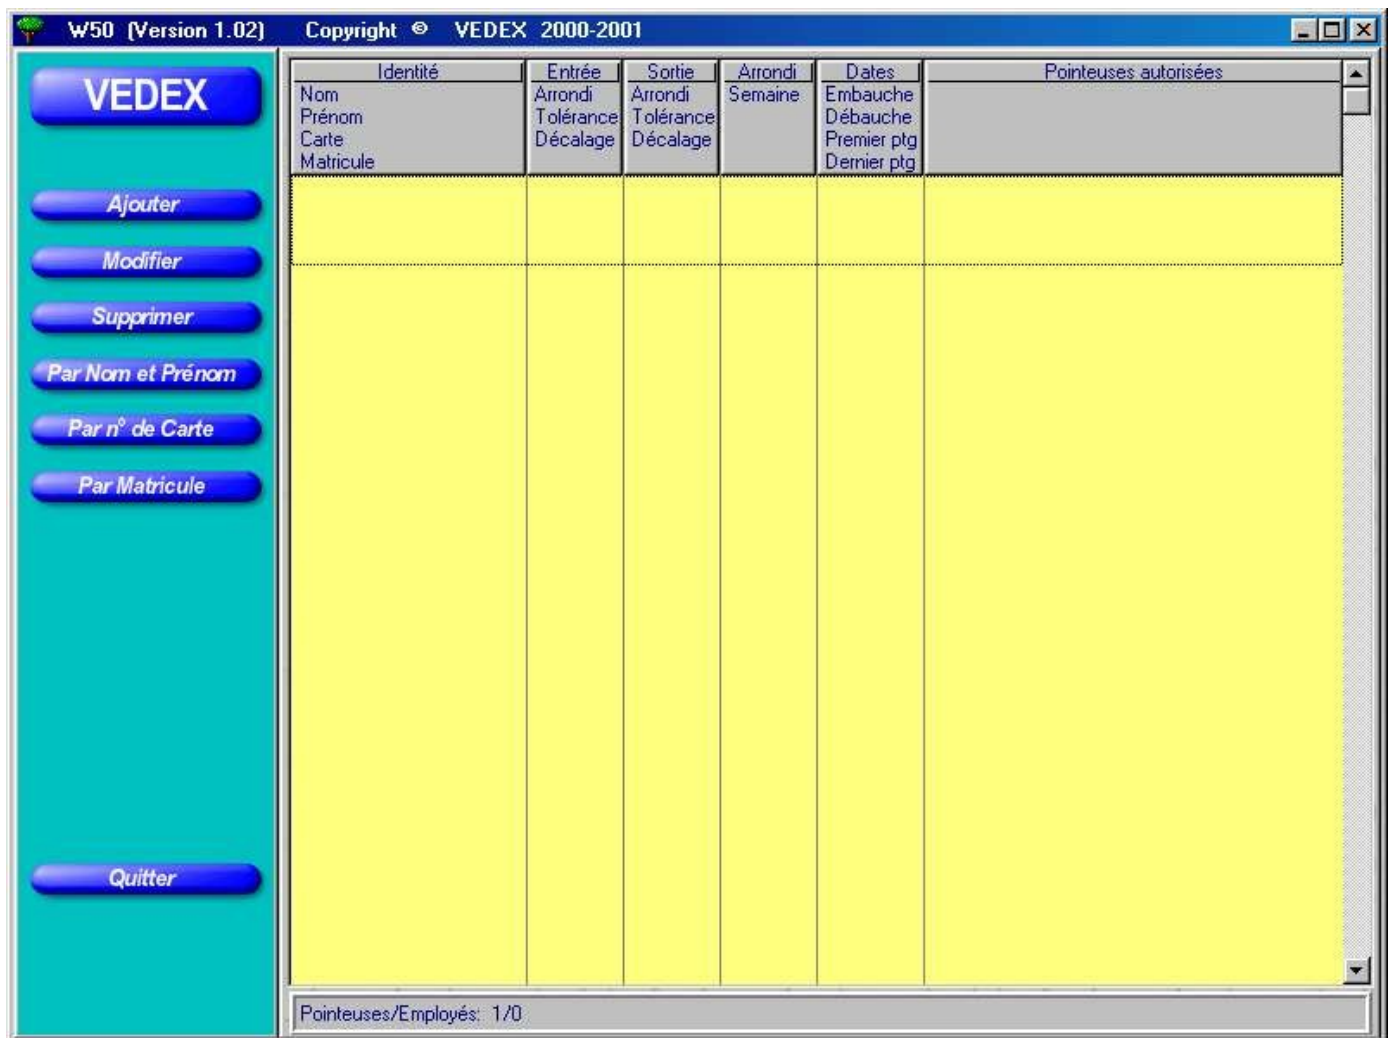 W50 (Version 1.02) Copyright © VEDEX 2000-2001
VEDEX
Ajouter
Modifier
Supprimer
Par Nom et Prénom
Par n° de Carte
Par Matricule
Quitter
Identité Entrée Sortie Arrondi Dates Pointeuses autorisées
Nom Arrondi Arrondi Semaine Embauche
Prénom Tolérance Tolérance Débauche
Carte Décalage Décalage Premier ptg
Matricule Dernier ptg
Pointeuses/Employés: 1/0